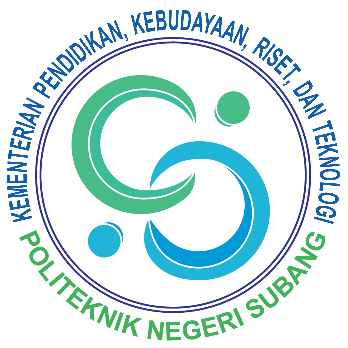 KEMENTERIAN PENDIDIKAN, KEBUDAYAAN, RISET, DAN TEKNOLOGI
POLITEKNIK NEGERI SUBANG